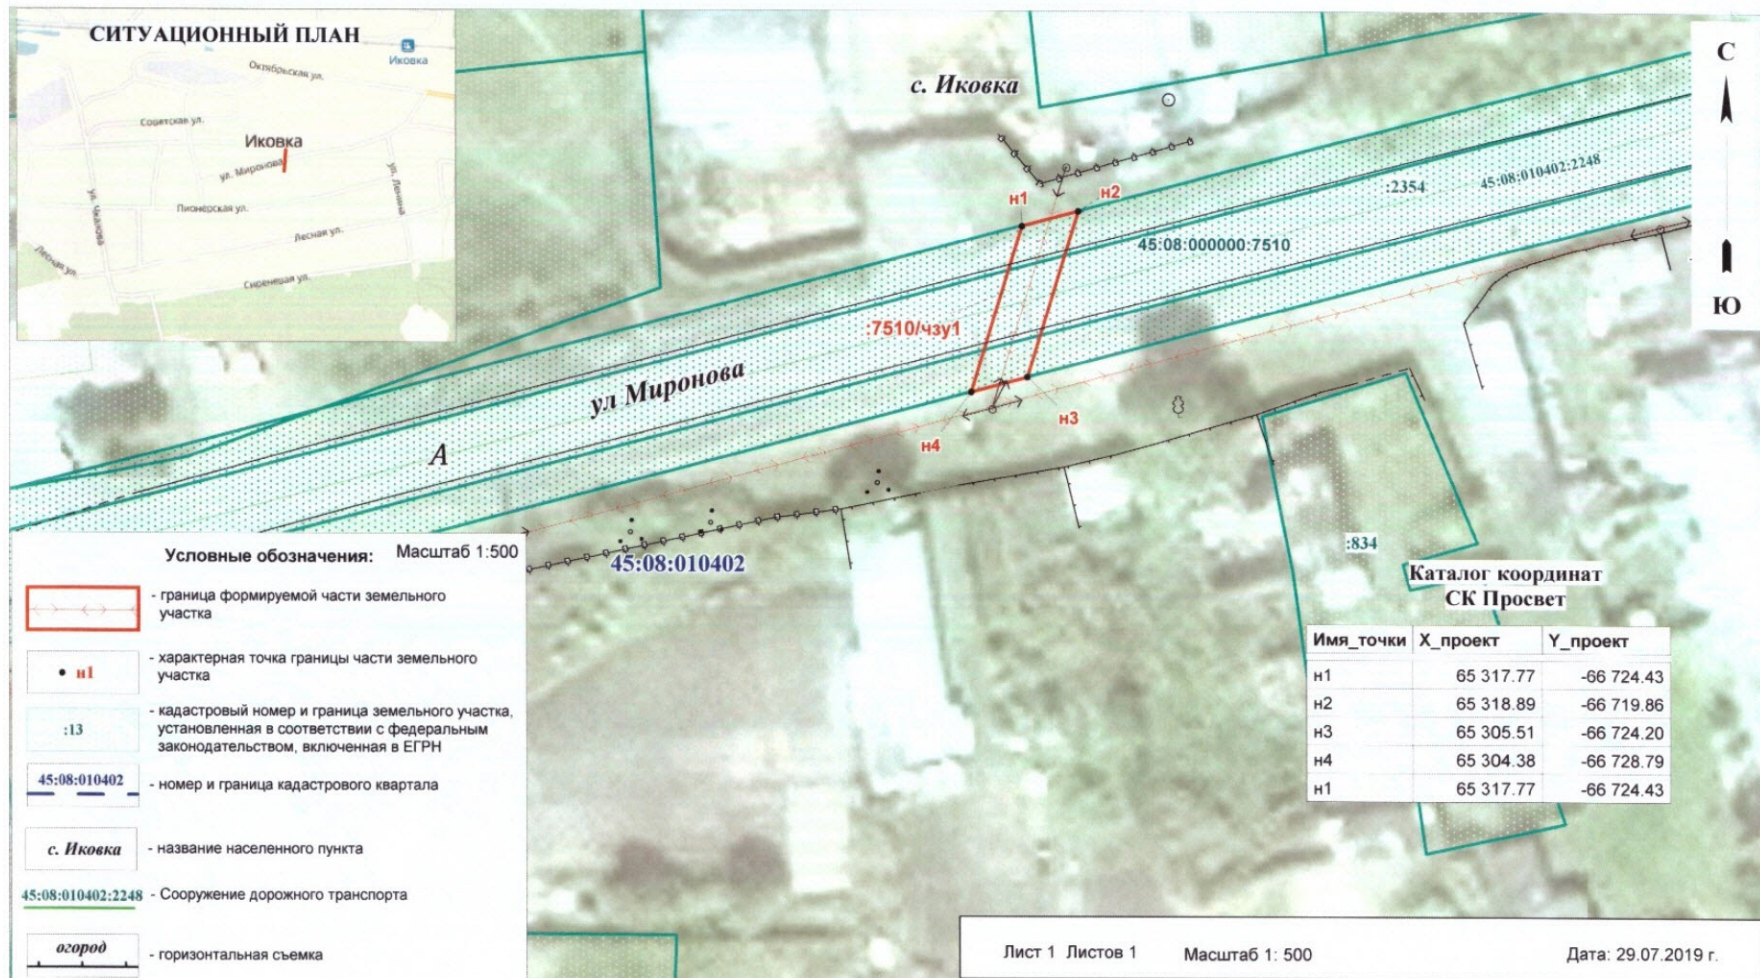 СИТУАЦИОННЫЙ ПЛАН
Иковка
Октябрьская ул.
Советская ул.
Иковка
ул. Миронова
ул. Чкалова
ул. Ленина
Пионерская ул.
Лесная ул.
Лесная ул.
Сиреневая ул.
с. Иковка
С
Ю
н1
н2
:2354
45:08:010402:2248
45:08:000000:7510
:7510/чзу1
ул Миронова
А
н3
н4
45:08:010402
:834
Условные обозначения: Масштаб 1:500
- граница формируемой части земельного
участка
н1
- характерная точка границы части земельного
участка
:13
- кадастровый номер и граница земельного участка,
установленная в соответствии с федеральным
законодательством, включенная в ЕГРН
45:08:010402
- номер и граница кадастрового квартала
с. Иковка
- название населенного пункта
45:08:010402:2248
- Сооружение дорожного транспорта
огород
- горизонтальная съемка
Каталог координат
СК Просвет
Имя_точки X_проект Y_проект
н1 65 317.77 -66 724.43
н2 65 318.89 -66 719.86
н3 65 305.51 -66 724.20
н4 65 304.38 -66 728.79
н1 65 317.77 -66 724.43
Лист 1 Листов 1 Масштаб 1: 500 Дата: 29.07.2019 г.